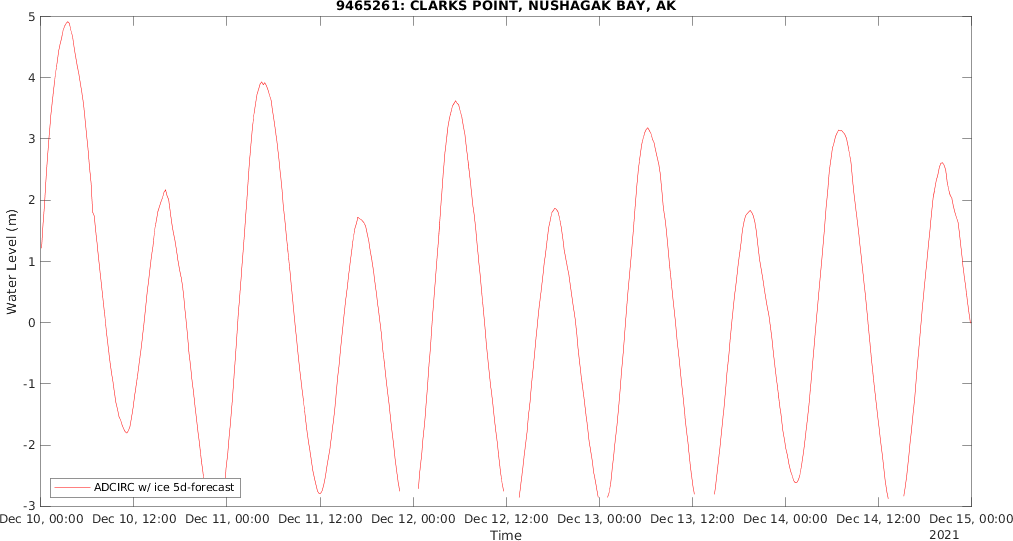 9465261: CLARKS POINT, NUSHAGAK BAY, AK
5
4
3
2
1
0
-1
-2
-3
Water Level (m)
ADCIRC w/ ice 5d-forecast
Dec 10, 00:00 Dec 10, 12:00 Dec 11, 00:00 Dec 11, 12:00 Dec 12, 00:00 Dec 12, 12:00 Dec 13, 00:00 Dec 13, 12:00 Dec 14, 00:00 Dec 14, 12:00 Dec 15, 00:00
Time
2021